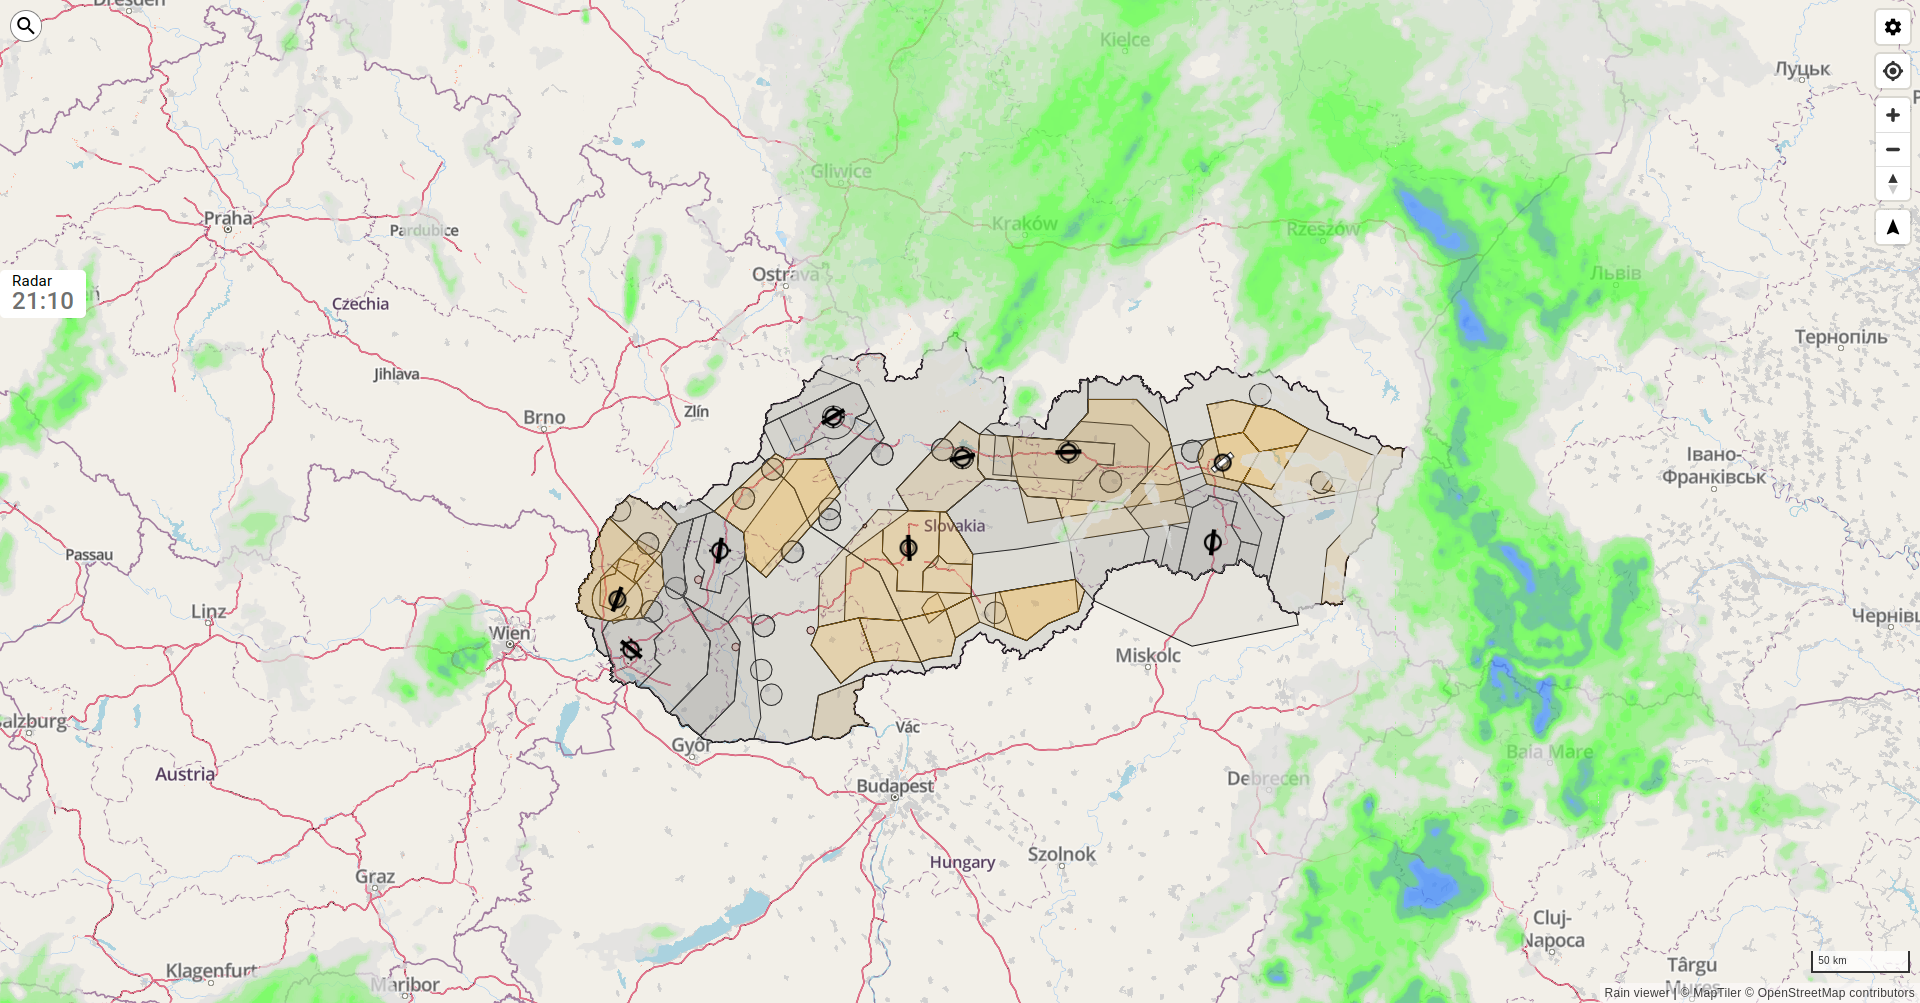 Dresden
Kielce
Луцьк
Gliwice
Praha
Pardubice
Kraków
Rzeszów
Ostrava
Львів
Radar
21:10
Czechia
Тернопіль
Jihlava
Zlín
Brno
Івано-
Франківськ
Slovakia
Passau
Linz
Wien
Miskolc
Győr
Vác
Austria
Baia Mare
Debrecen
Budapest
Hungary
Szolnok
Graz
Cluj-
Napoca
Klagenfurt
Maribor
50 km
Târgu
Mureș
Rain viewer | © MapTiler © OpenStreetMap contributors